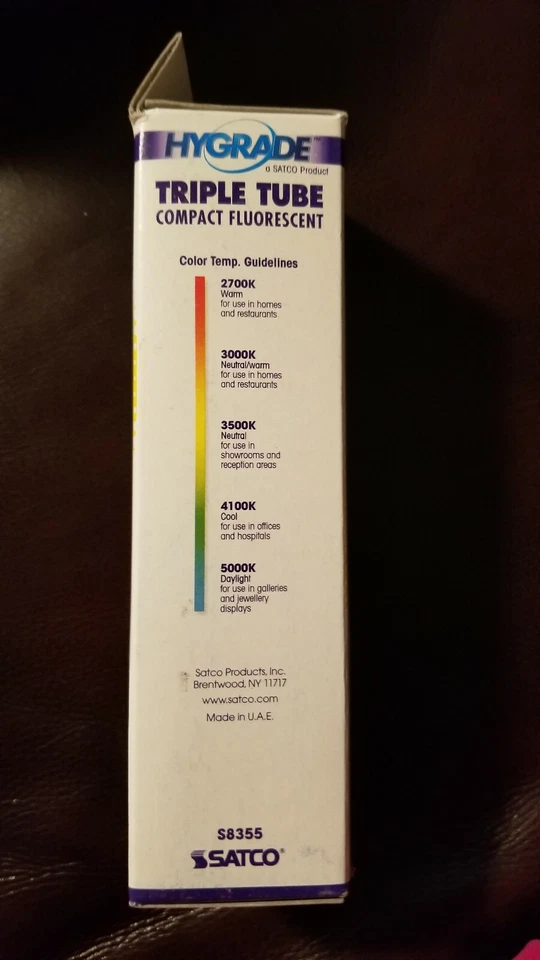 HYGRADE™
a SATCO Product
TRIPLE TUBE
COMPACT FLUORESCENT
Color Temp. Guidelines
2700K
Warm
for use in homes
and restaurants
3000K
Neutral/warm
for use in homes
and restaurants
3500K
Neutral
for use in
showrooms and
reception areas
4100K
Cool
for use in offices
and hospitals
5000K
Daylight
for use in galleries
and jewellery
displays
Satco Products, Inc.
Brentwood, NY 11717
www.satco.com
Made in U.A.E.
S8355
SATCO®